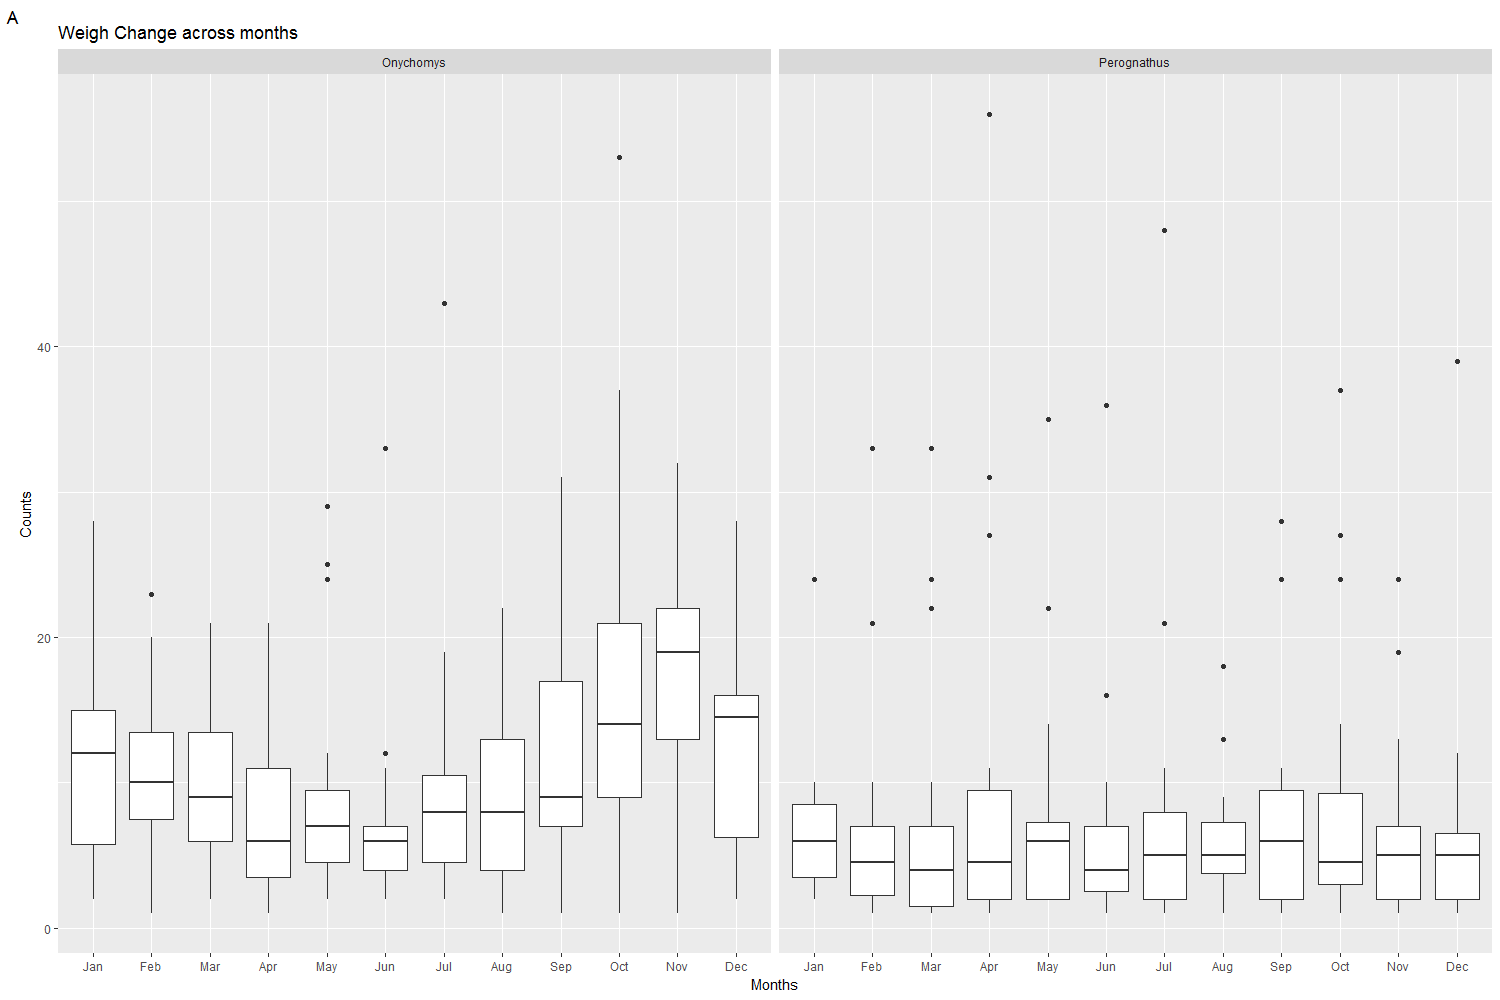 A
Weigh Change across months
Onychomys
Perognathus
Counts
40
20
0
Jan Feb Mar Apr May Jun Jul Aug Sep Oct Nov Dec
Jan Feb Mar Apr May Jun Jul Aug Sep Oct Nov Dec
Months